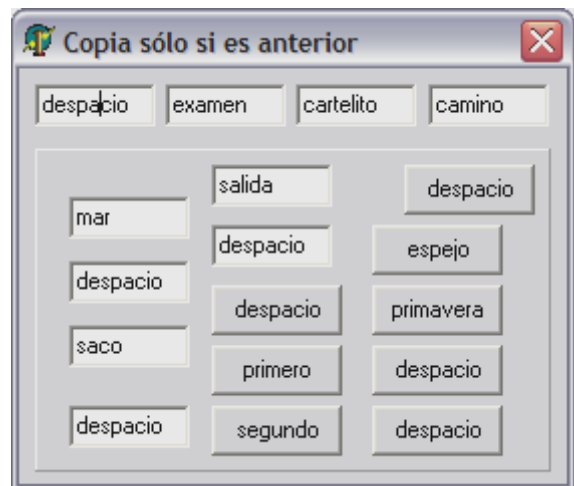 Copia sólo si es anterior
despacio examen cartelito camino
salida despacio
mar
despacio espejo
despacio
despacio primavera
saco
primero despacio
despacio segundo despacio